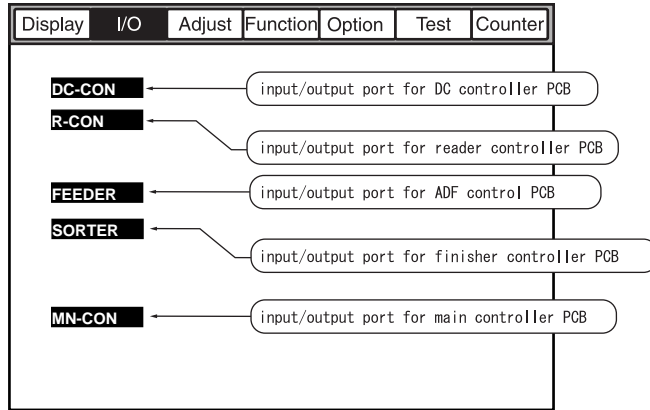 Display I/O Adjust Function Option Test Counter
DC-CON input/output port for DC controller PCB
R-CON
input/output port for reader controller PCB
FEEDER input/output port for ADF control PCB
SORTER
input/output port for finisher controller PCB
MN-CON input/output port for main controller PCB